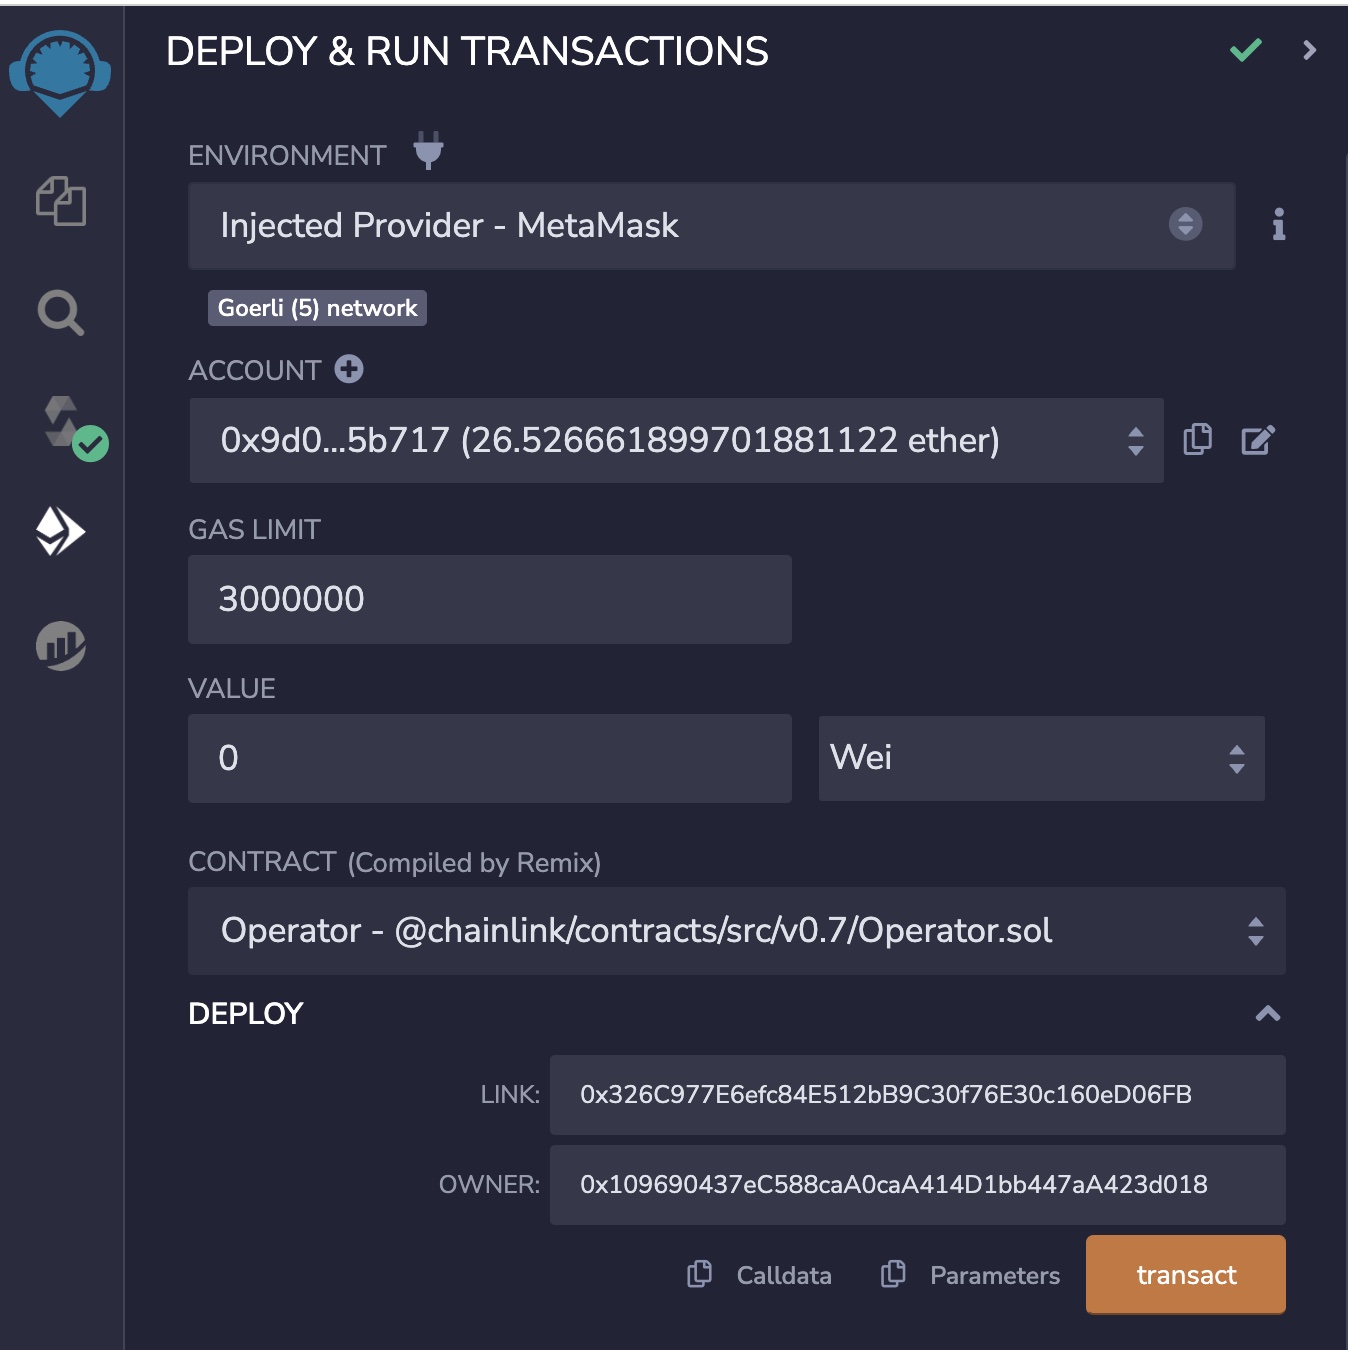 DEPLOY & RUN TRANSACTIONS
ENVIRONMENT
Injected Provider - MetaMask
Goerli (5) network
ACCOUNT
0x9d0...5b717 (26.526661899701881122 ether)
GAS LIMIT
3000000
VALUE
0 Wei
CONTRACT (Compiled by Remix)
Operator - @chainlink/contracts/src/v0.7/Operator.sol
DEPLOY
LINK: 0x326C977E6efc84E512bB9C30f76E30c160eD06FB
OWNER: 0x109690437eC588caA0caA414D1bb447aA423d018
Calldata Parameters transact